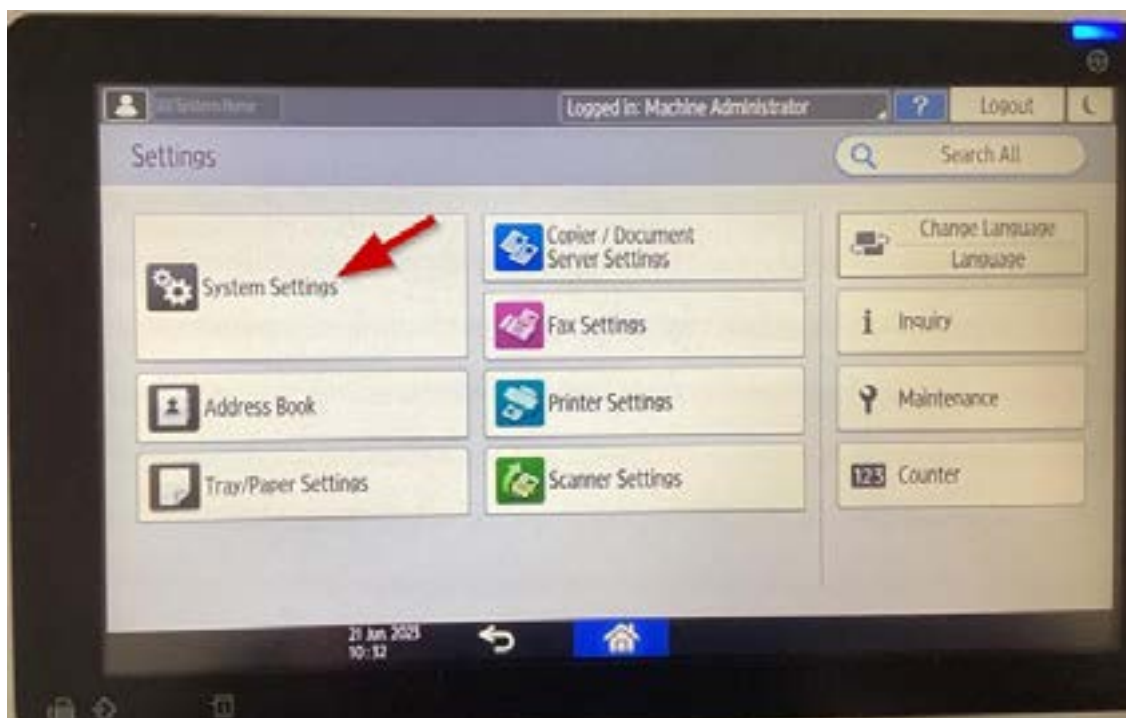 Logged in: Machine Administrator
?
Logout
Settings
Search All
System Settings
Copier / Document
Server Settings
Change Language
Language
Fax Settings
i Inquiry
Address Book
Printer Settings
Maintenance
Tray/Paper Settings
Scanner Settings
123 Counter
21 Jun 2023
10:32